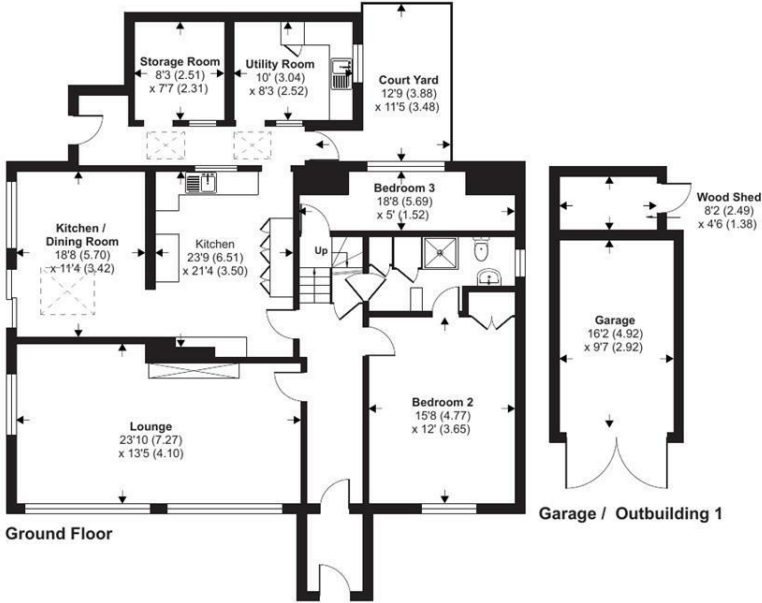 Storage Room
8'3 (2.51)
x 7'7 (2.31)
Utility Room
10' (3.04)
x 8'3 (2.52)
Court Yard
12'9 (3.88)
x 11'5 (3.48)
Kitchen /
Dining Room
18'8 (5.70)
x 11'4 (3.42)
Kitchen
23'9 (6.51)
x 21'4 (3.50)
Bedroom 3
18'8 (5.69)
x 5' (1.52)
Up
Wood Shed
8'2 (2.49)
x 4'6 (1.38)
Garage
16'2 (4.92)
x 9'7 (2.92)
Lounge
23'10 (7.27)
x 13'5 (4.10)
Bedroom 2
15'8 (4.77)
x 12' (3.65)
Ground Floor
Garage / Outbuilding 1